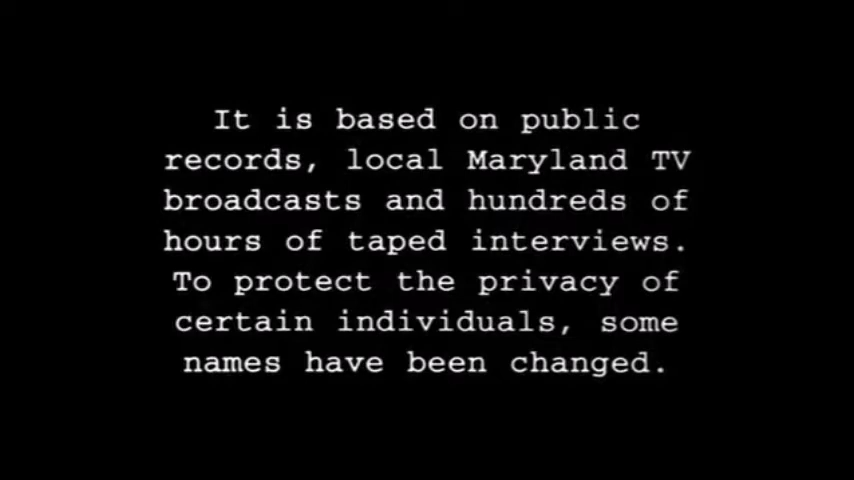 It is based on public
records, local Maryland TV
broadcasts and hundreds of
hours of taped interviews.
To protect the privacy of
certain individuals, some
names have been changed.